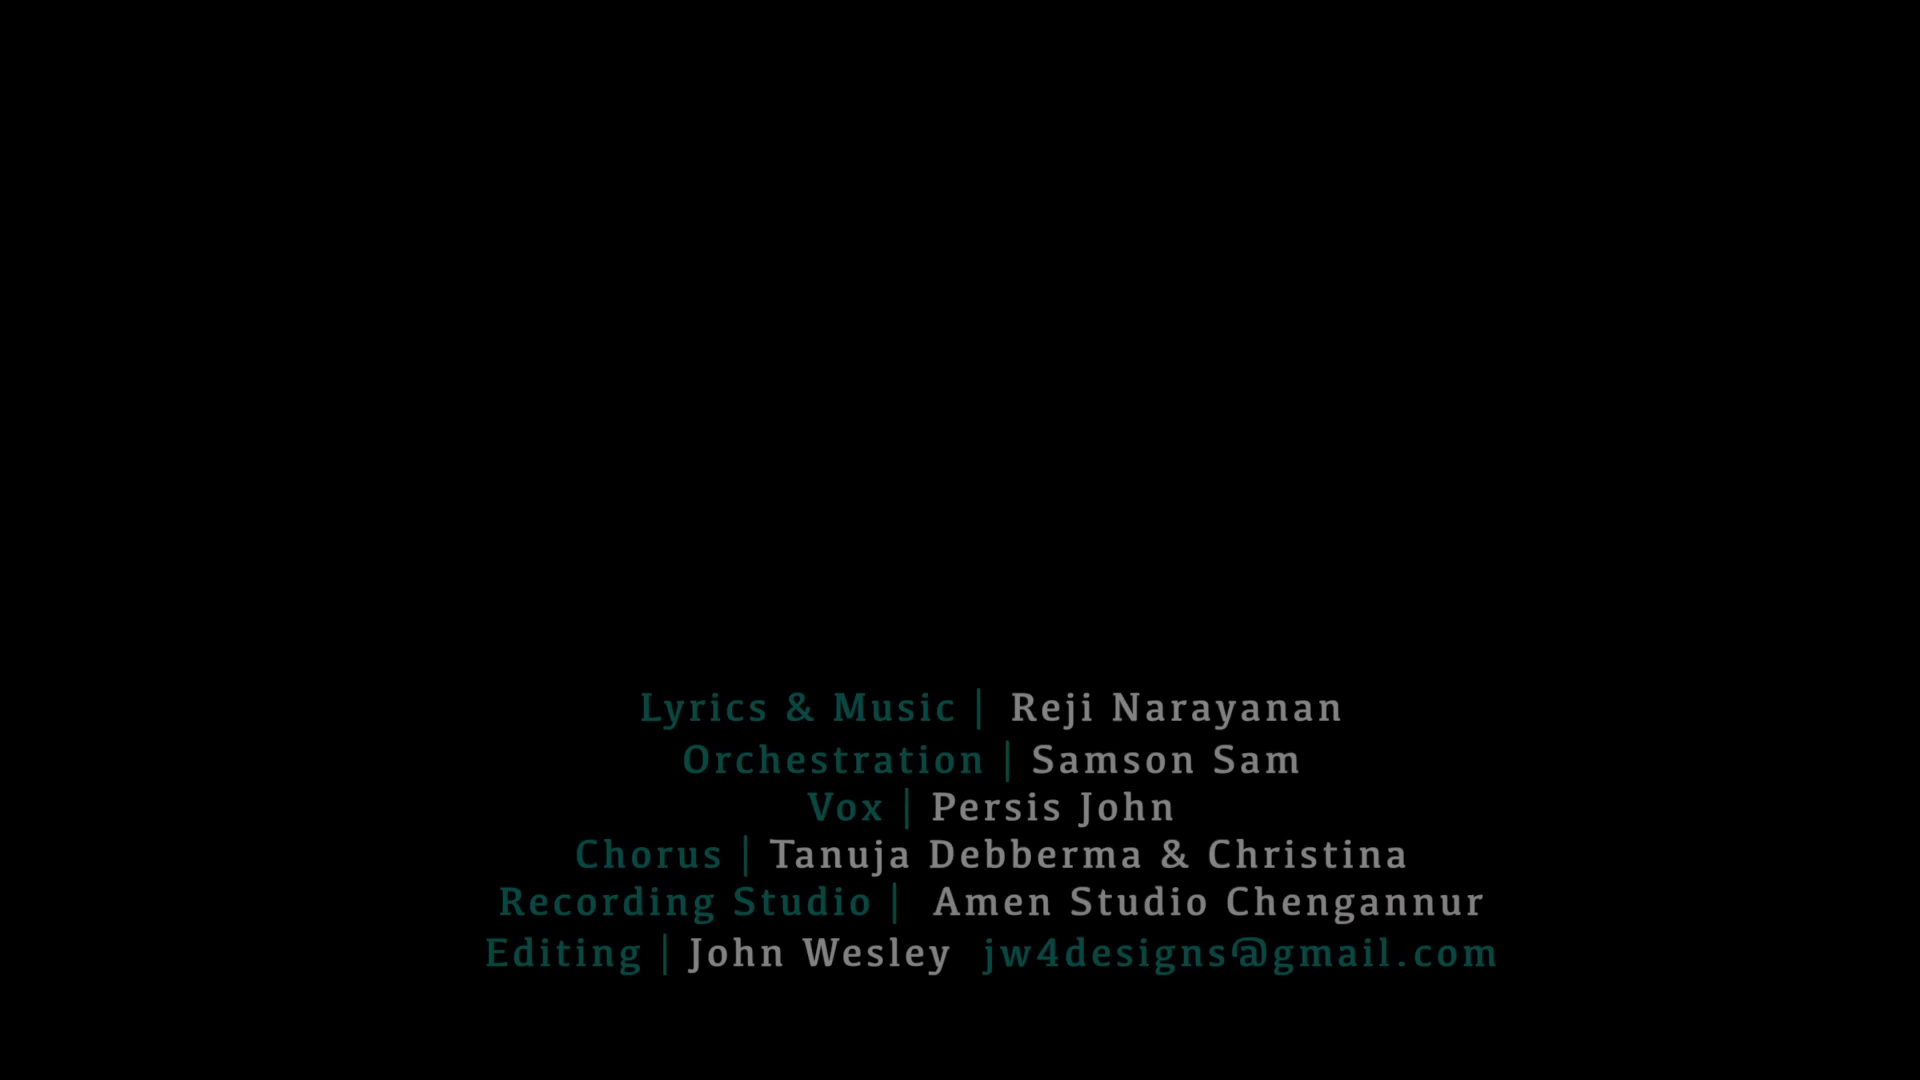 Lyrics & Music | Reji Narayanan
Orchestration | Samson Sam
Vox | Persis John
Chorus | Tanuja Debberma & Christina
Recording Studio | Amen Studio Chengannur
Editing | John Wesley jw4designs@gmail.com